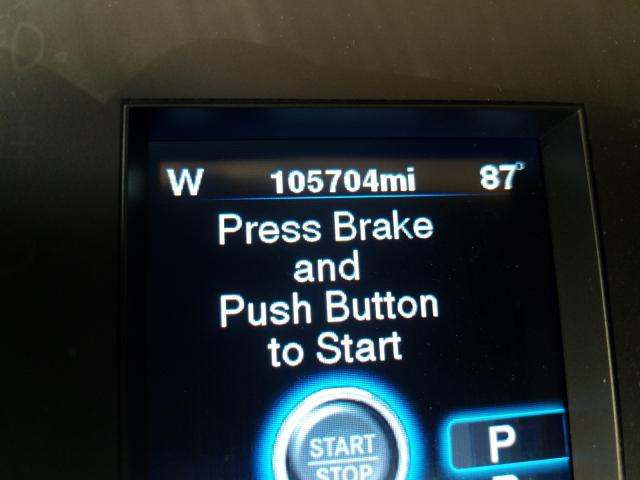 W 105704mi 87°
Press Brake
and
Push Button
to Start
START
STOP
P